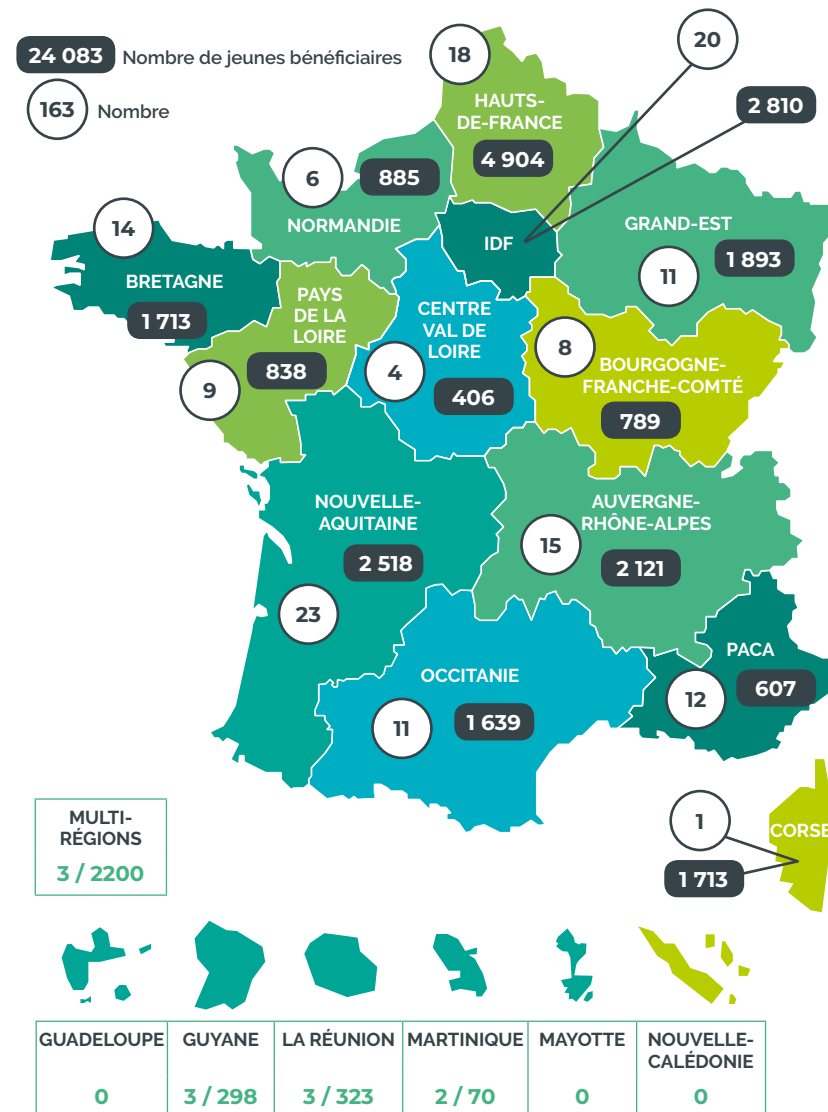 24 083 Nombre de jeunes bénéficiaires
163 Nombre
18
HAUTS-
DE-FRANCE
4 904
20
2 810
6
885
NORMANDIE
IDF
GRAND-EST
11
1 893
14
BRETAGNE
1 713
PAYS
DE LA
LOIRE
838
9
CENTRE
VAL DE
LOIRE
4
406
8
BOURGOGNE-
FRANCHE-COMTÉ
789
NOUVELLE-
AQUITAINE
2 518
23
AUVERGNE-
RHÔNE-ALPES
15
2 121
OCCITANIE
11
1 639
PACA
12
607
MULTI-
RÉGIONS
3 / 2200
1
CORSE
1 713
GUADELOUPE
0
GUYANE
3 / 298
LA RÉUNION
3 / 323
MARTINIQUE
2 / 70
MAYOTTE
0
NOUVELLE-
CALÉDONIE
0